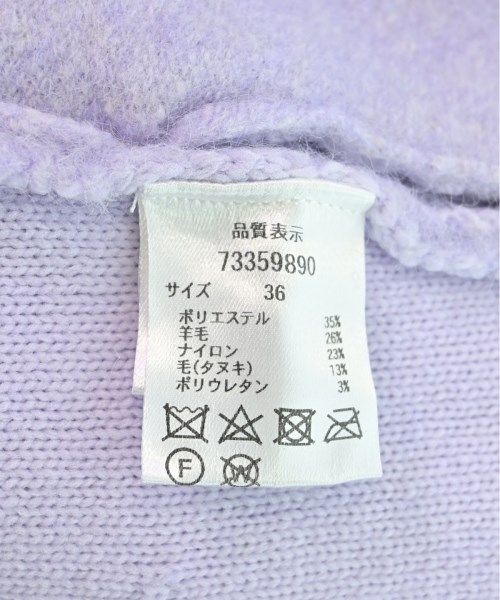 品質表示
73359890
サイズ 36
ポリエステル 35%
羊毛 26%
ナイロン 23%
毛(タヌキ) 13%
ポリウレタン 3%
F W